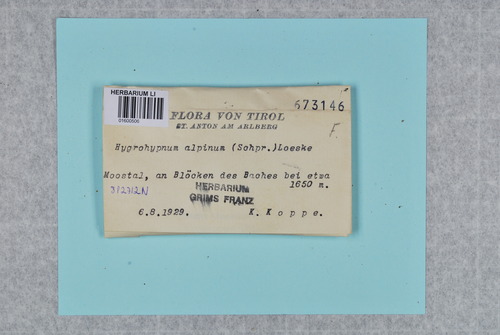 HERBARIUM LI
01600506
673146
FLORA VON TIROL
ST. ANTON AM ARLBERG
F.
Hygrohypnum alpinum (Schpr.)Loeske
Moostal, an Blöcken des Baches bei etwa
1650 m.
HERBARIUM
GRIMS FRANZ
6.8.1929. K. Koppe.